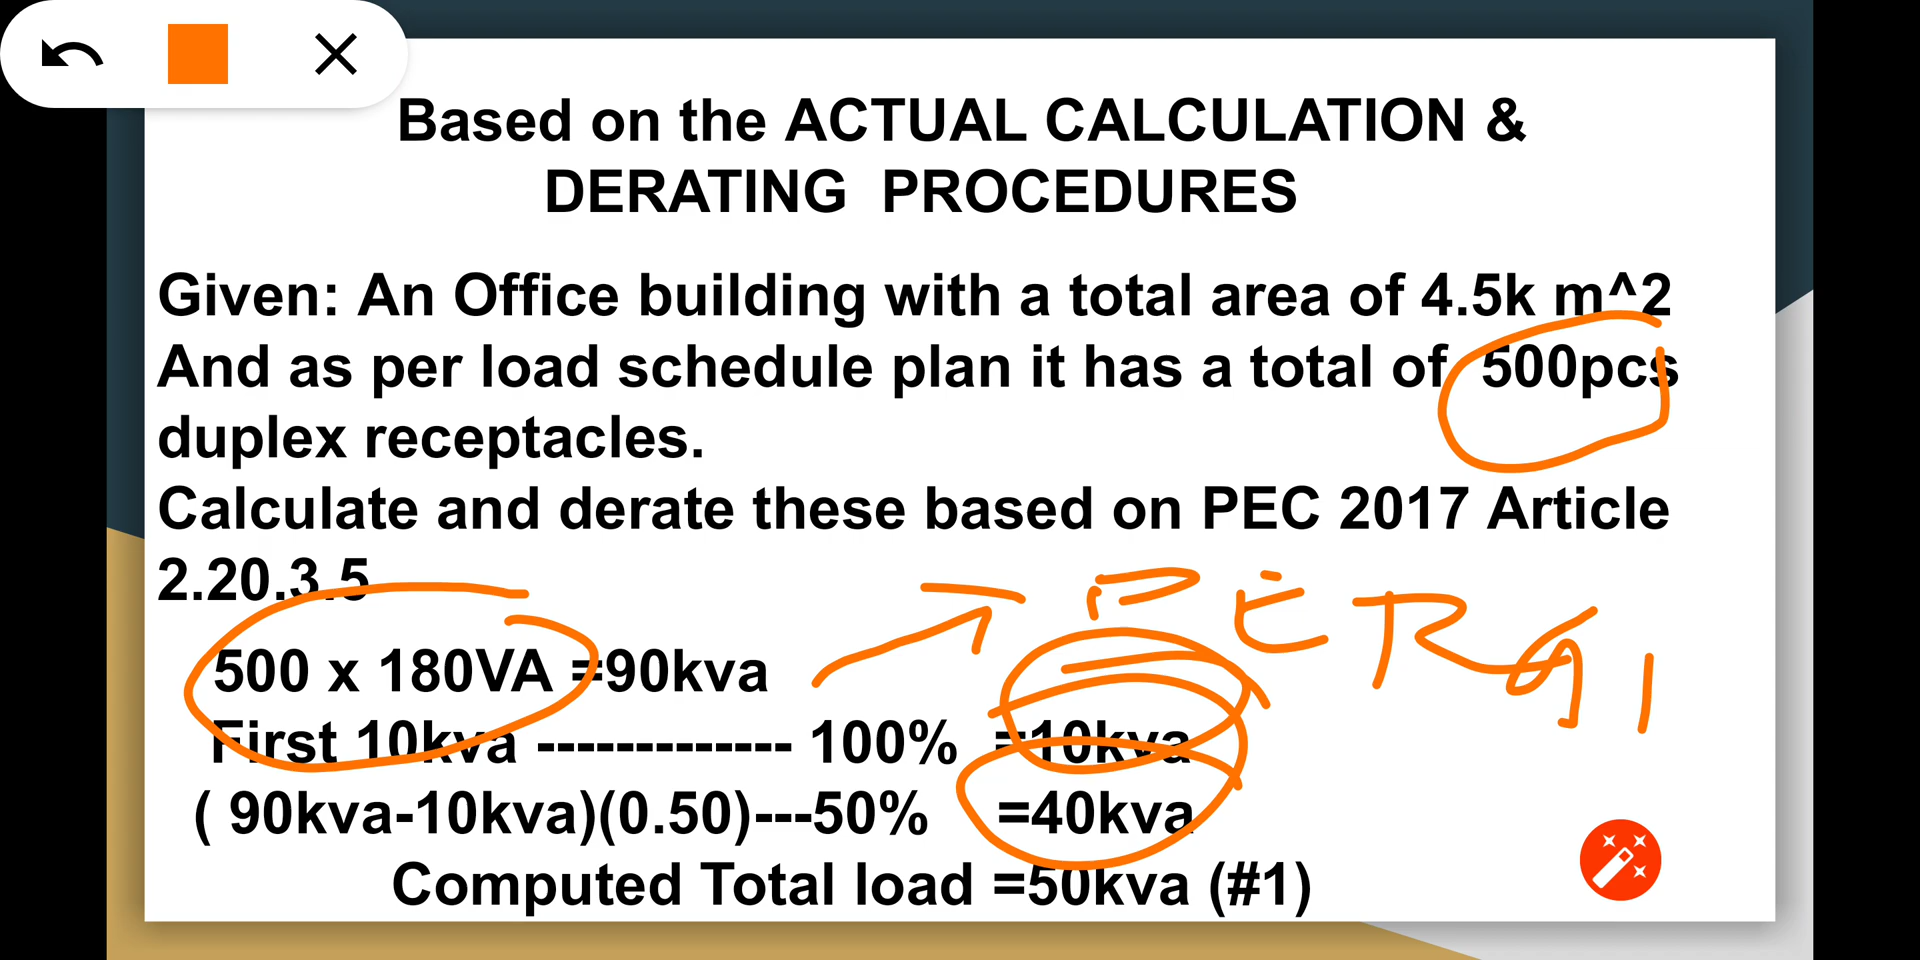 Based on the ACTUAL CALCULATION &
DERATING PROCEDURES
Given: An Office building with a total area of 4.5k m^2
And as per load schedule plan it has a total of 500pcs
duplex receptacles.
Calculate and derate these based on PEC 2017 Article
2.20.3.5
500 x 180VA =90kva
First 10kva ------------- 100% =10kva
( 90kva-10kva)(0.50)---50% =40kva
Computed Total load =50kva (#1)